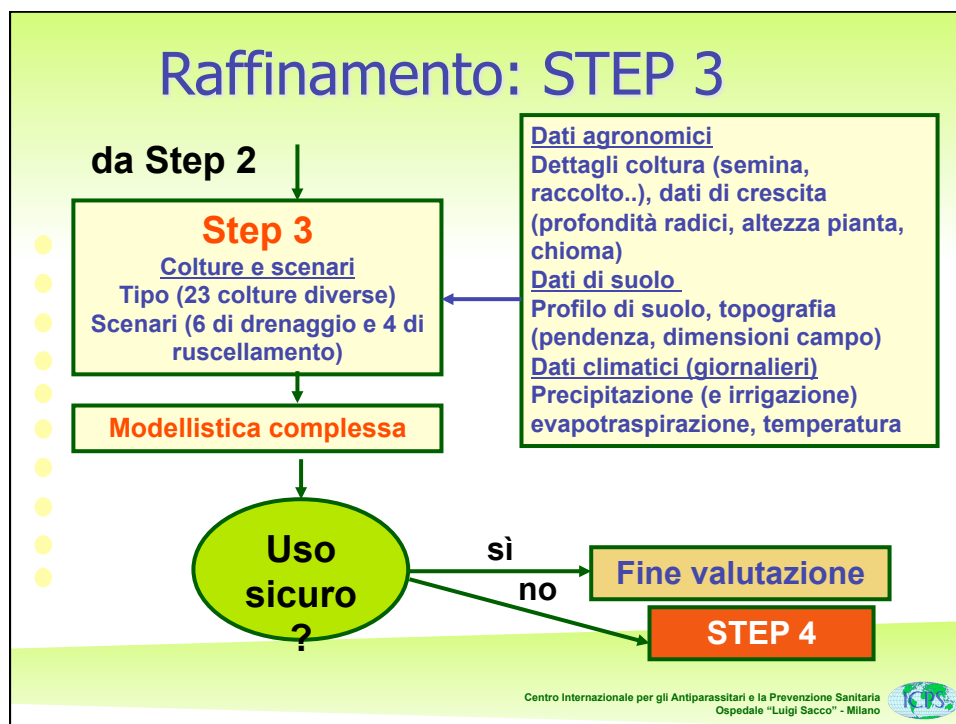 Raffinamento: STEP 3
da Step 2
Step 3
Colture e scenari
Tipo (23 colture diverse)
Scenari (6 di drenaggio e 4 di
ruscellamento)
Modellistica complessa
Dati agronomici
Dettagli coltura (semina,
raccolto..), dati di crescita
(profondità radici, altezza pianta,
chioma)
Dati di suolo
Profilo di suolo, topografia
(pendenza, dimensioni campo)
Dati climatici (giornalieri)
Precipitazione (e irrigazione)
evapotraspirazione, temperatura
Uso
sicuro
?
sì
no
Fine valutazione
STEP 4
Centro Internazionale per gli Antiparassitari e la Prevenzione Sanitaria
Ospedale “Luigi Sacco” - Milano
ICPS